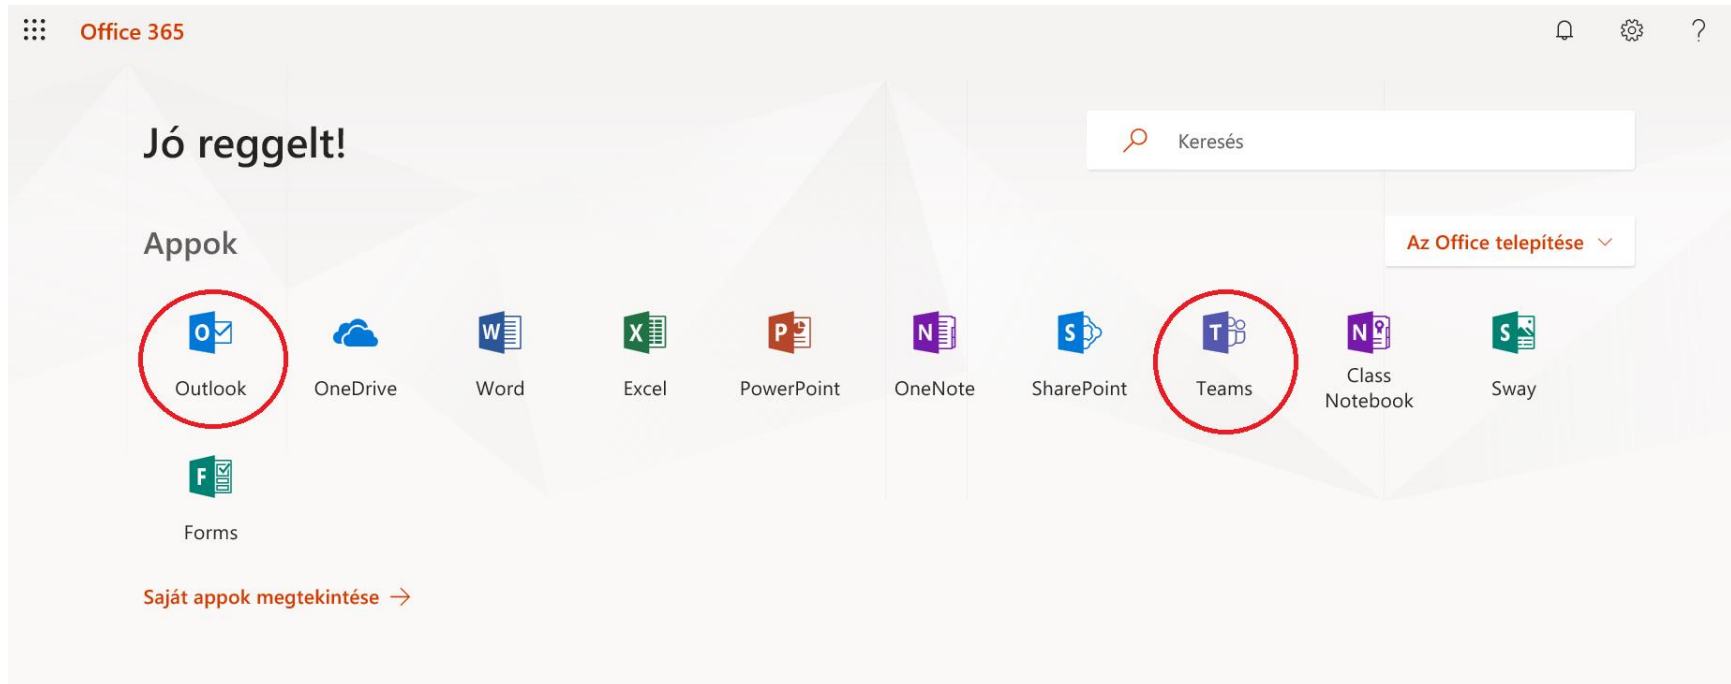 Office 365
Jó reggelt!
Keresés
Appok
Az Office telepítése
Outlook
OneDrive
Word
Excel
PowerPoint
OneNote
SharePoint
Teams
Class
Notebook
Sway
Forms
Saját appok megtekintése